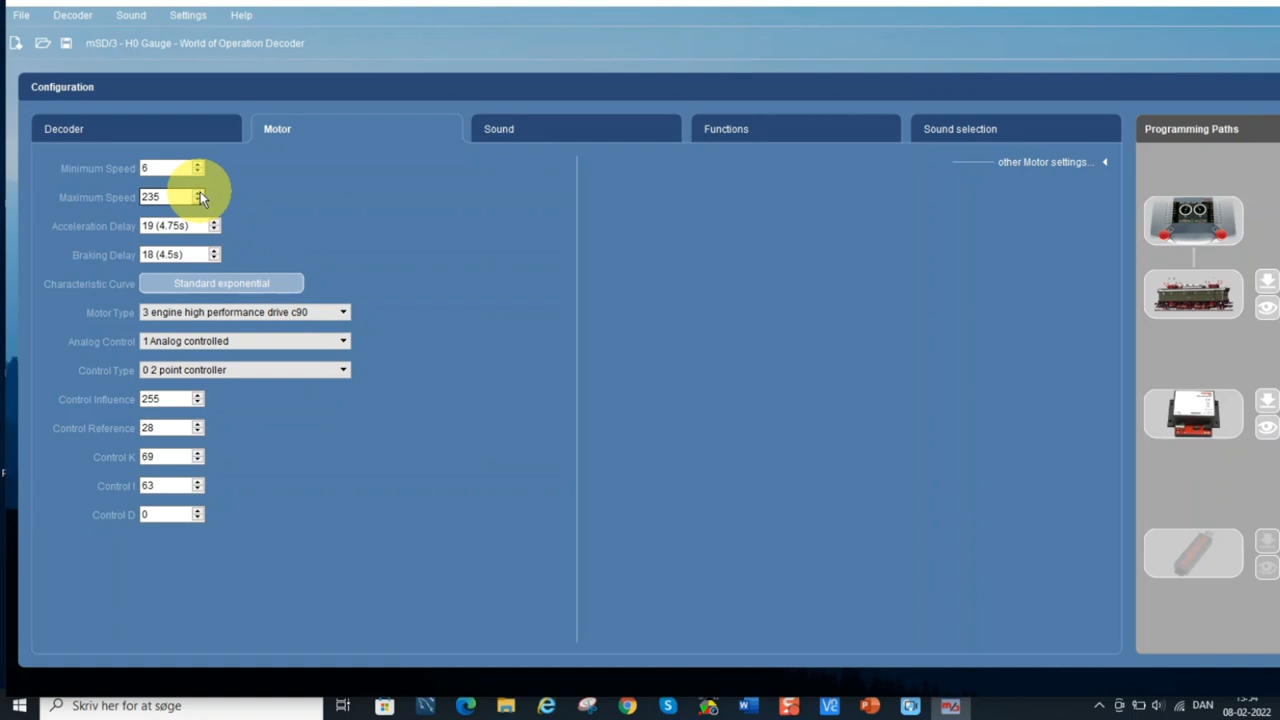 File Decoder Sound Settings Help
mSD/3 - H0 Gauge - World of Operation Decoder
Configuration
Decoder Motor Sound Functions Sound selection Programming Paths
Minimum Speed 6
other Motor settings...
Maximum Speed 235
Acceleration Delay 19 (4.75s)
Braking Delay 18 (4.5s)
Characteristic Curve Standard exponential
Motor Type 3 engine high performance drive c90
Analog Control 1 Analog controlled
Control Type 0 2 point controller
Control Influence 255
Control Reference 28
Control K 69
Control I 63
Control D 0
Skriv her for at søge
DAN
08-02-2022